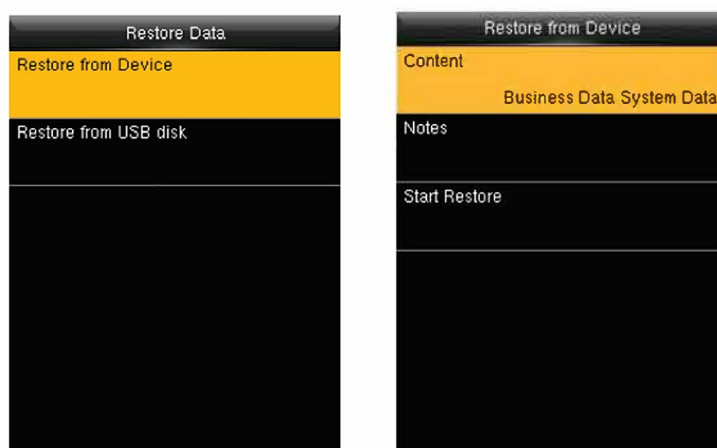 Restore Data
Restore from Device
Restore from USB disk
Restore from Device
Content
Business Data System Data
Notes
Start Restore